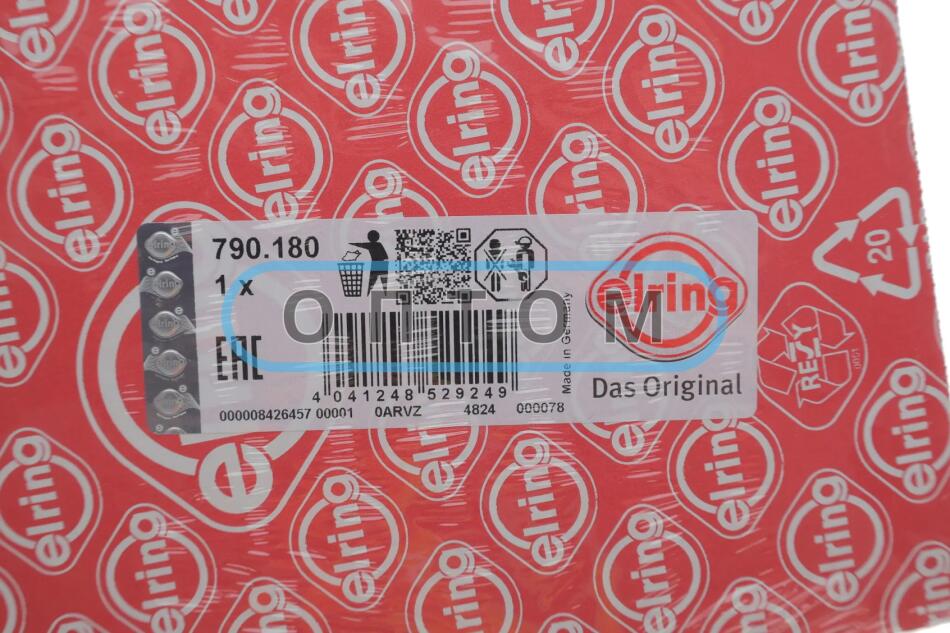 790.180
1 x
elring
Das Original
Made in Germany
EAC
4 041248 529249
000008426457 00001 0ARVZ 4824 000078
OPTOM
20
RESY
elring